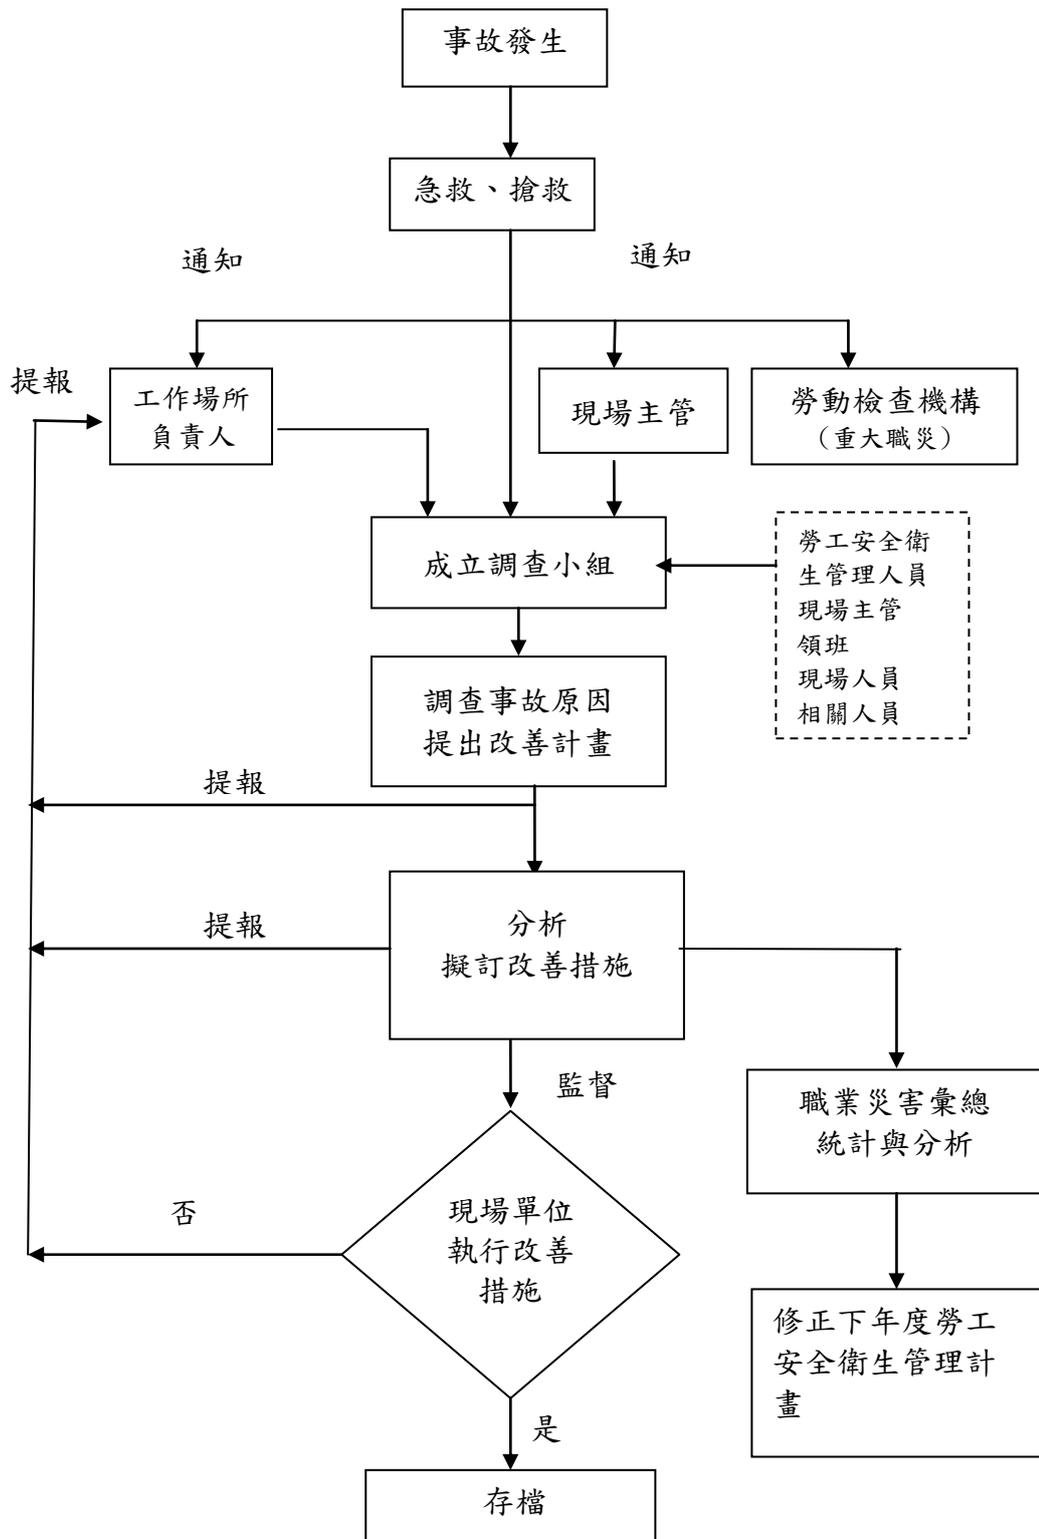 事故發生
急救、搶救
通知
通知
提報
工作場所
負責人
現場主管
勞動檢查機構
（重大職災）
成立調查小組
勞工安全衛
生管理人員
現場主管
領班
現場人員
相關人員
調查事故原因
提出改善計畫
提報
提報
分析
擬訂改善措施
監督
職業災害彙總
統計與分析
否
現場單位
執行改善
措施
修正下年度勞工
安全衛生管理計
畫
是
存檔